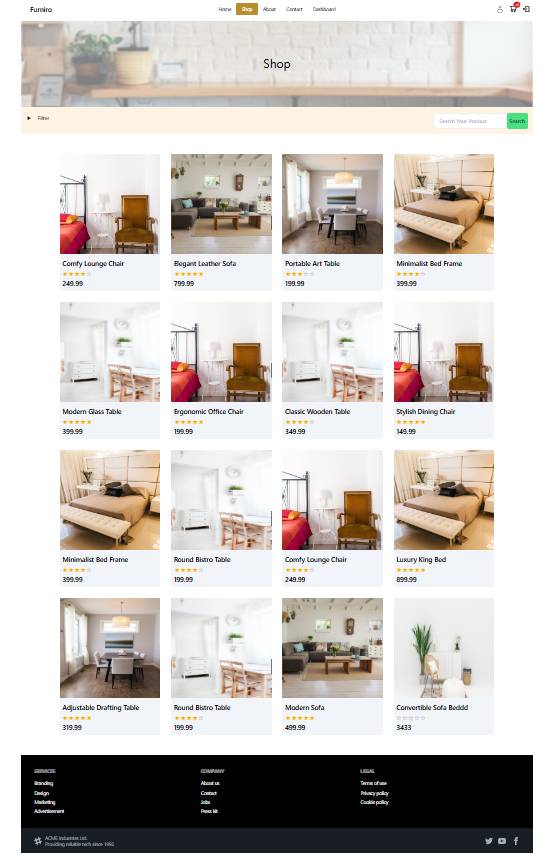 Furniro
Home Shop About Contact Dashboard
Shop
Filter
Search Your Product
Search
Comfy Lounge Chair
249.99
Elegant Leather Sofa
799.99
Portable Art Table
199.99
Minimalist Bed Frame
399.99
Modern Glass Table
399.99
Ergonomic Office Chair
199.99
Classic Wooden Table
349.99
Stylish Dining Chair
149.99
Minimalist Bed Frame
399.99
Round Bistro Table
199.99
Comfy Lounge Chair
249.99
Luxury King Bed
899.99
Adjustable Drafting Table
319.99
Round Bistro Table
199.99
Modern Sofa
499.99
Convertible Sofa Beddd
3433
SERVICES
Branding
Design
Marketing
Advertisement
COMPANY
About us
Contact
Jobs
Press kit
LEGAL
Terms of use
Privacy policy
Cookie policy
ACME Industries Ltd.
Providing reliable tech since 1992